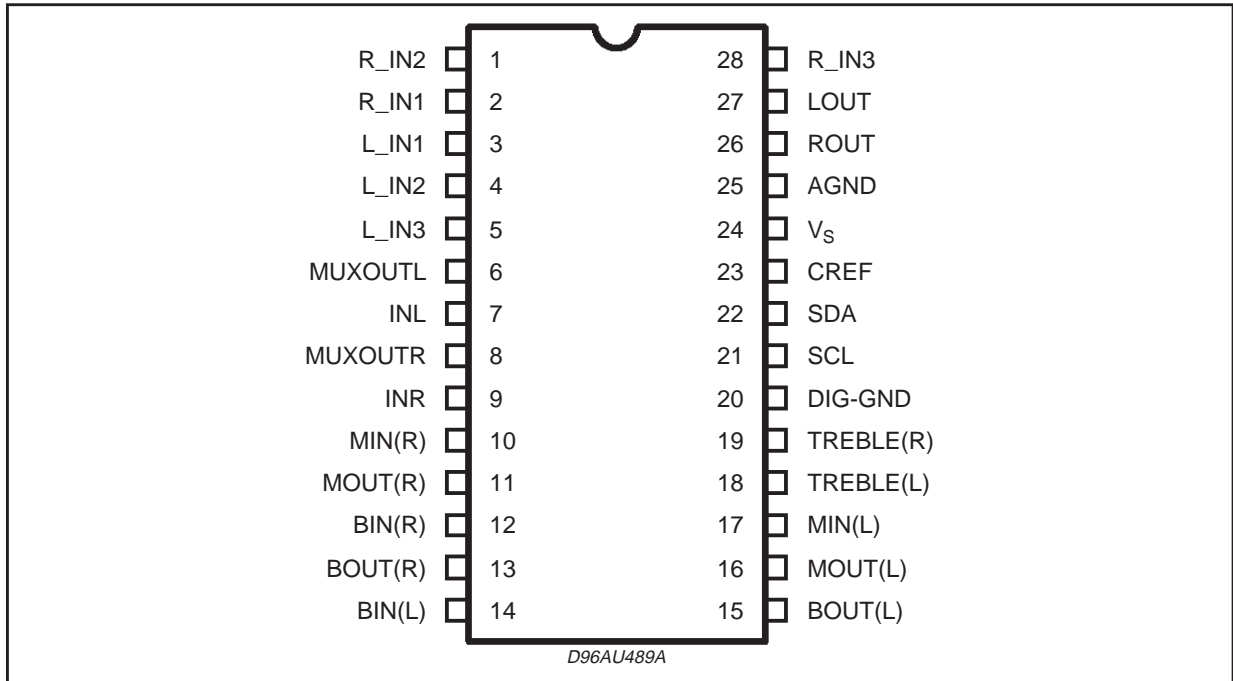 R_IN2 1 28 R_IN3
R_IN1 2 27 LOUT
L_IN1 3 26 ROUT
L_IN2 4 25 AGND
L_IN3 5 24 VS
MUXOUTL 6 23 CREF
INL 7 22 SDA
MUXOUTR 8 21 SCL
INR 9 20 DIG-GND
MIN(R) 10 19 TREBLE(R)
MOUT(R) 11 18 TREBLE(L)
BIN(R) 12 17 MIN(L)
BOUT(R) 13 16 MOUT(L)
BIN(L) 14 15 BOUT(L)
D96AU489A